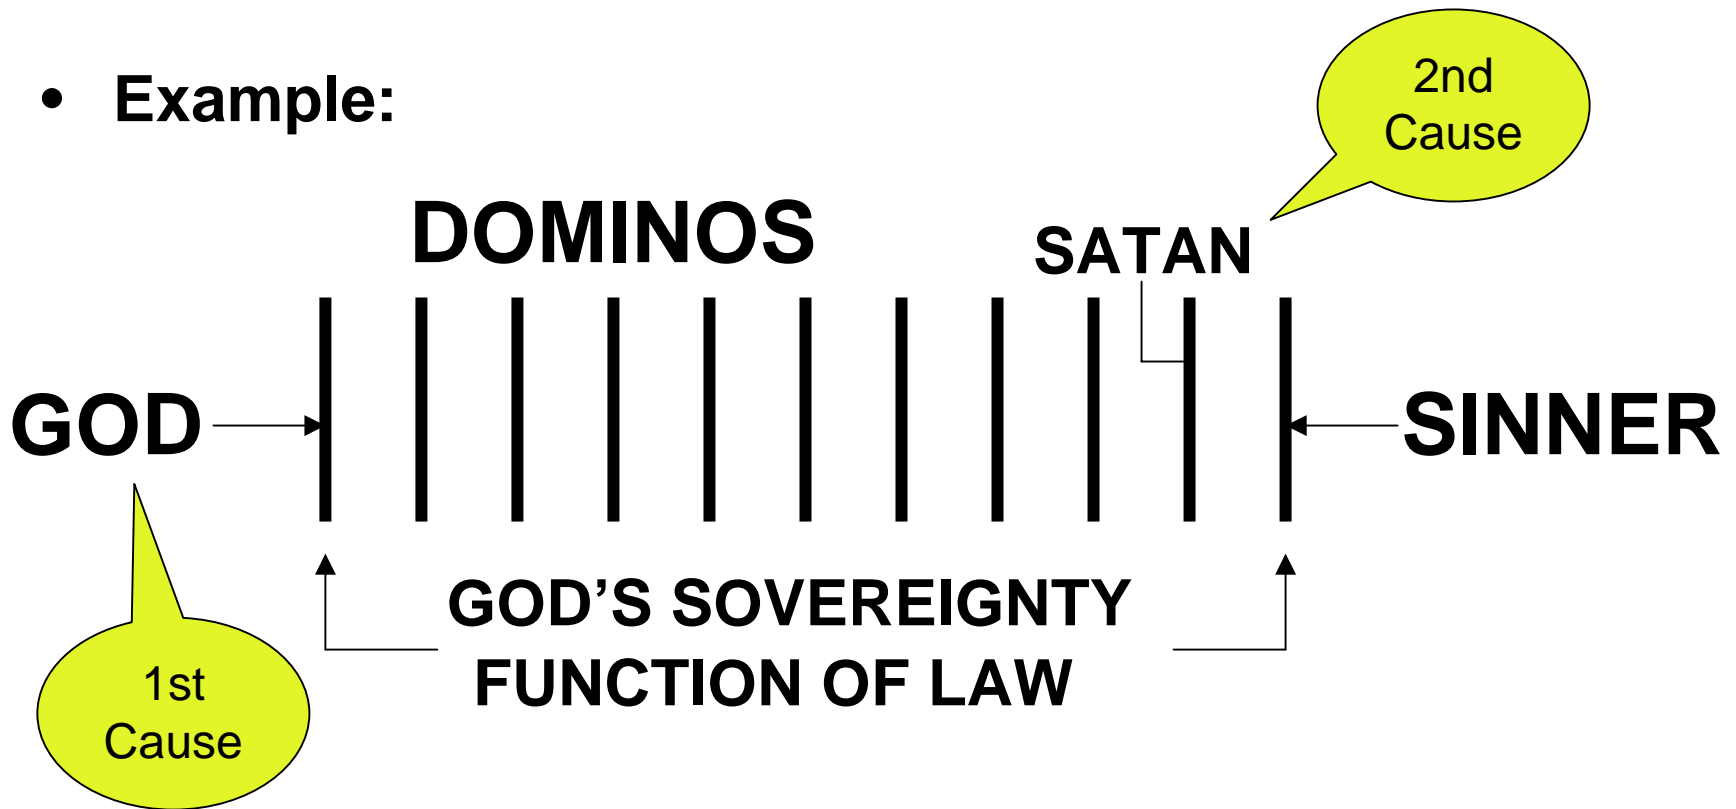 • Example:
2nd
Cause
DOMINOS
SATAN
GOD
SINNER
GOD’S SOVEREIGNTY
FUNCTION OF LAW
1st
Cause